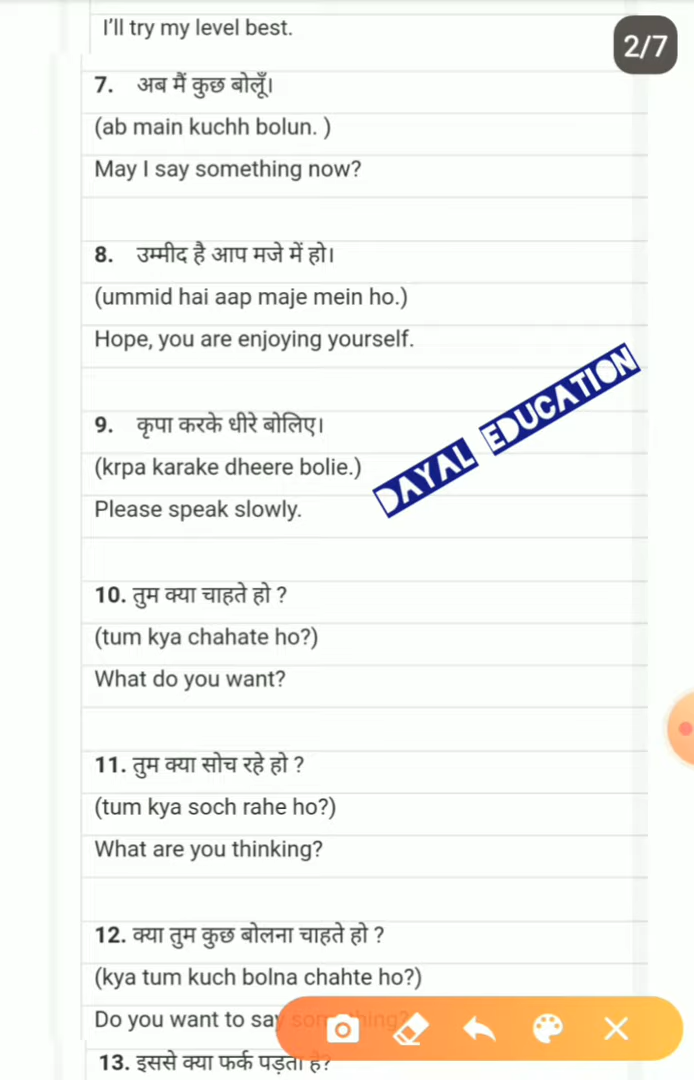 I'll try my level best.
2/7
7. अब मैं कुछ बोलूँ।
(ab main kuchh bolun. )
May I say something now?
8. उम्मीद है आप मजे में हो।
(ummid hai aap maje mein ho.)
Hope, you are enjoying yourself.
9. कृपा करके धीरे बोलिए।
(krpa karake dheere bolie.)
Please speak slowly.
DAYAL EDUCATION
10. तुम क्या चाहते हो ?
(tum kya chahate ho?)
What do you want?
11. तुम क्या सोच रहे हो ?
(tum kya soch rahe ho?)
What are you thinking?
12. क्या तुम कुछ बोलना चाहते हो ?
(kya tum kuch bolna chahte ho?)
Do you want to say something?
13. इससे क्या फर्क पड़ता है?